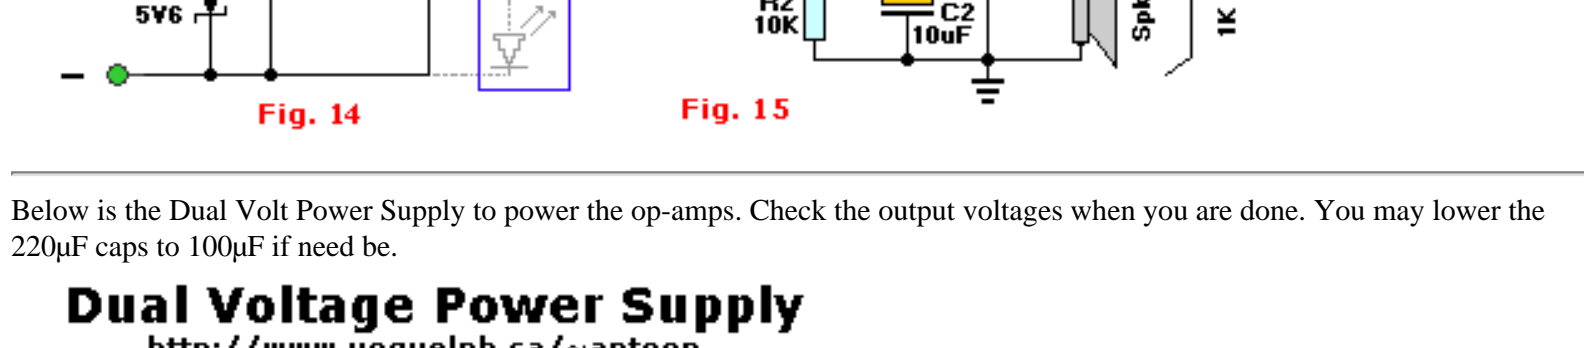 5V6
R2
10K
C2
10uF
Spk
1K
–
Fig. 14
Fig. 15
Below is the Dual Volt Power Supply to power the op-amps. Check the output voltages when you are done. You may lower the
220µF caps to 100µF if need be.
Dual Voltage Power Supply